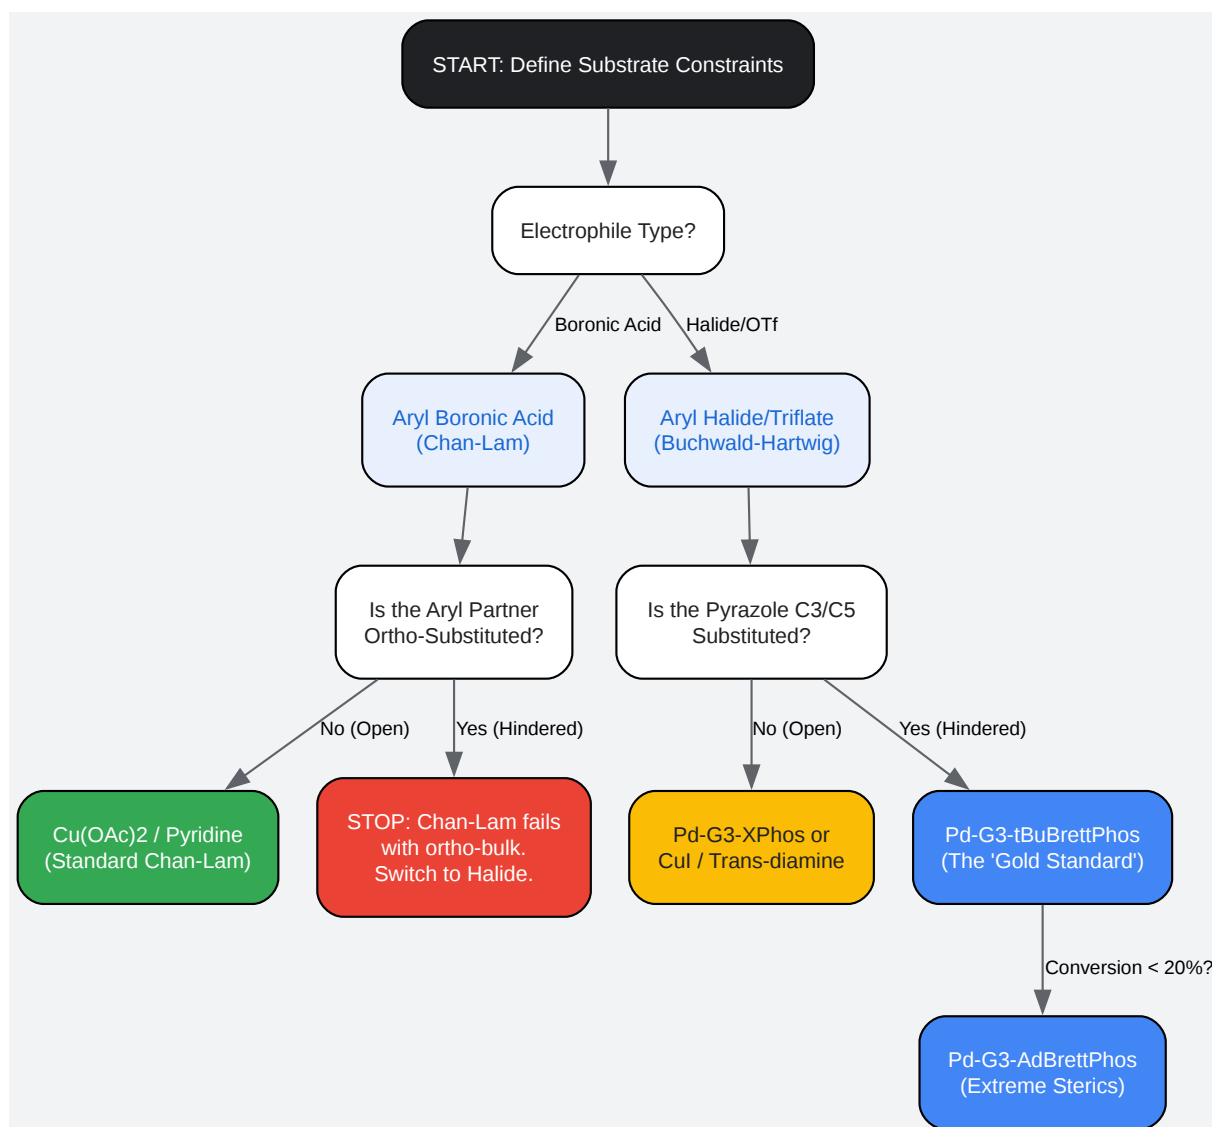 START: Define Substrate Constraints
Electrophile Type?
Boronic Acid
Halide/OTf
Aryl Boronic Acid
(Chan-Lam)
Aryl Halide/Triflate
(Buchwald-Hartwig)
Is the Aryl Partner
Ortho-Substituted?
Is the Pyrazole C3/C5
Substituted?
No (Open)
Yes (Hindered)
No (Open)
Yes (Hindered)
Cu(OAc)2 / Pyridine
(Standard Chan-Lam)
STOP: Chan-Lam fails
with ortho-bulk.
Switch to Halide.
Pd-G3-XPhos or
CuI / Trans-diamine
Pd-G3-tBuBrettPhos
(The 'Gold Standard')
Conversion < 20%?
Pd-G3-AdBrettPhos
(Extreme Sterics)